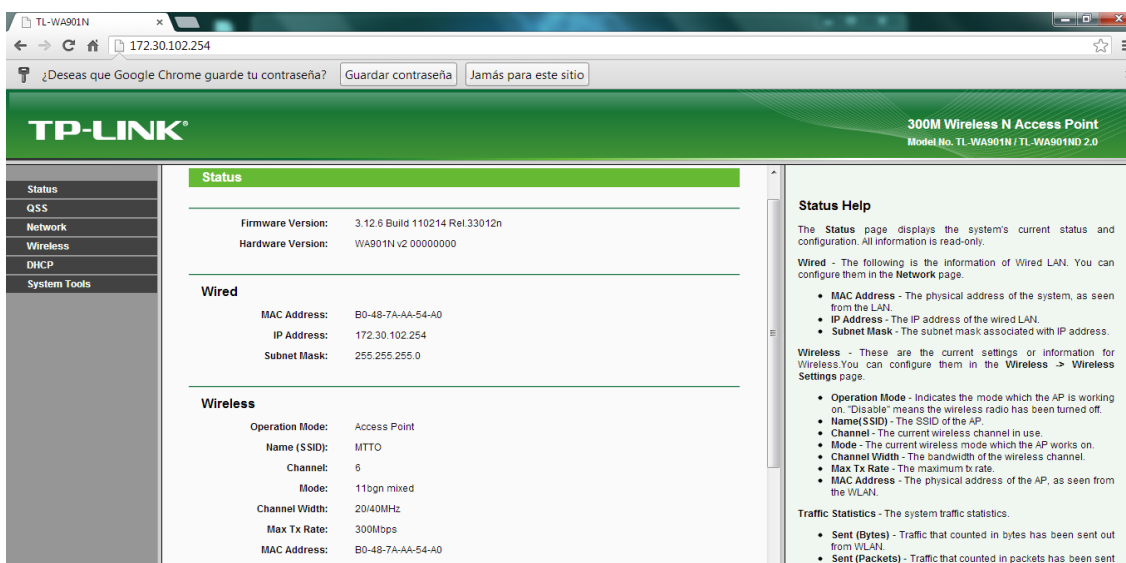 TL-WA901N
172.30.102.254
¿Deseas que Google Chrome guarde tu contraseña? Guardar contraseña Jamás para este sitio
TP-LINK®
300M Wireless N Access Point
Model No. TL-WA901N / TL-WA901ND 2.0
Status
QSS
Network
Wireless
DHCP
System Tools
Status
Firmware Version: 3.12.6 Build 110214 Rel.33012n
Hardware Version: WA901N v2 00000000
Wired
MAC Address: B0-48-7A-AA-54-A0
IP Address: 172.30.102.254
Subnet Mask: 255.255.255.0
Wireless
Operation Mode: Access Point
Name (SSID): MTTO
Channel: 6
Mode: 11bgn mixed
Channel Width: 20/40MHz
Max Tx Rate: 300Mbps
MAC Address: B0-48-7A-AA-54-A0
Status Help
The Status page displays the system's current status and
configuration. All information is read-only.
Wired - The following is the information of Wired LAN. You can
configure them in the Network page.
• MAC Address - The physical address of the system, as seen
from the LAN.
• IP Address - The IP address of the wired LAN.
• Subnet Mask - The subnet mask associated with IP address.
Wireless - These are the current settings or information for
Wireless.You can configure them in the Wireless -> Wireless
Settings page.
• Operation Mode - Indicates the mode which the AP is working
on. "Disable" means the wireless radio has been turned off.
• Name(SSID) - The SSID of the AP.
• Channel - The current wireless channel in use.
• Mode - The current wireless mode which the AP works on.
• Channel Width - The bandwidth of the wireless channel.
• Max Tx Rate - The maximum tx rate.
• MAC Address - The physical address of the AP, as seen from
the WLAN.
Traffic Statistics - The system traffic statistics.
• Sent (Bytes) - Traffic that counted in bytes has been sent out
from WLAN.
• Sent (Packets) - Traffic that counted in packets has been sent